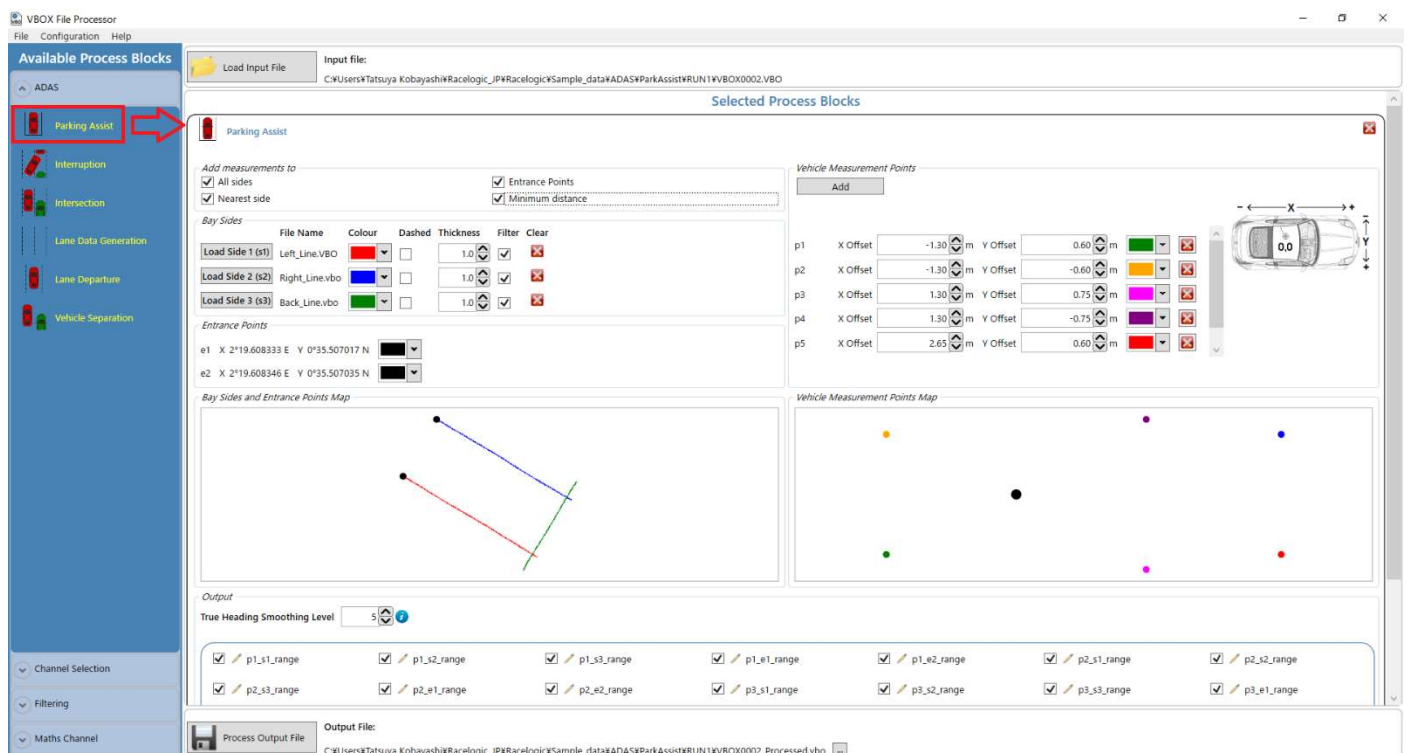 VBOX File Processor
File Configuration Help
Available Process Blocks
ADAS
Parking Assist
Interruption
Intersection
Lane Data Generation
Lane Departure
Vehicle Separation
Channel Selection
Filtering
Maths Channel
Load Input File
Input file:
C:¥Users¥Tatsuya Kobayashi¥Racelogic_JP¥Racelogic¥Sample_data¥ADAS¥ParkAssist¥RUN1¥VBOX0002.VBO
Selected Process Blocks
Parking Assist
Add measurements to
All sides Entrance Points
Nearest side Minimum distance
Bay Sides
File Name Colour Dashed Thickness Filter Clear
Load Side 1 (s1) Left_Line.VBO 1.0
Load Side 2 (s2) Right_Line.vbo 1.0
Load Side 3 (s3) Back_Line.vbo 1.0
Entrance Points
e1 X 2°19.608333 E Y 0°35.507017 N
e2 X 2°19.608346 E Y 0°35.507035 N
Vehicle Measurement Points
Add
p1 X Offset -1.30 m Y Offset 0.60 m
p2 X Offset -1.30 m Y Offset -0.60 m
p3 X Offset 1.30 m Y Offset 0.75 m
p4 X Offset 1.30 m Y Offset -0.75 m
p5 X Offset 2.65 m Y Offset 0.60 m
- X +
0,0
- Y +
Bay Sides and Entrance Points Map
Vehicle Measurement Points Map
Output
True Heading Smoothing Level 5
p1_s1_range p1_s2_range p1_s3_range p1_e1_range p1_e2_range p2_s1_range p2_s2_range
p2_s3_range p2_e1_range p2_e2_range p3_s1_range p3_s2_range p3_s3_range p3_e1_range
Process Output File
Output File:
C:¥Users¥Tatsuya Kobayashi¥Racelogic_JP¥Racelogic¥Sample_data¥ADAS¥ParkAssist¥RUN1¥VBOX0002_Processed.vbo ...